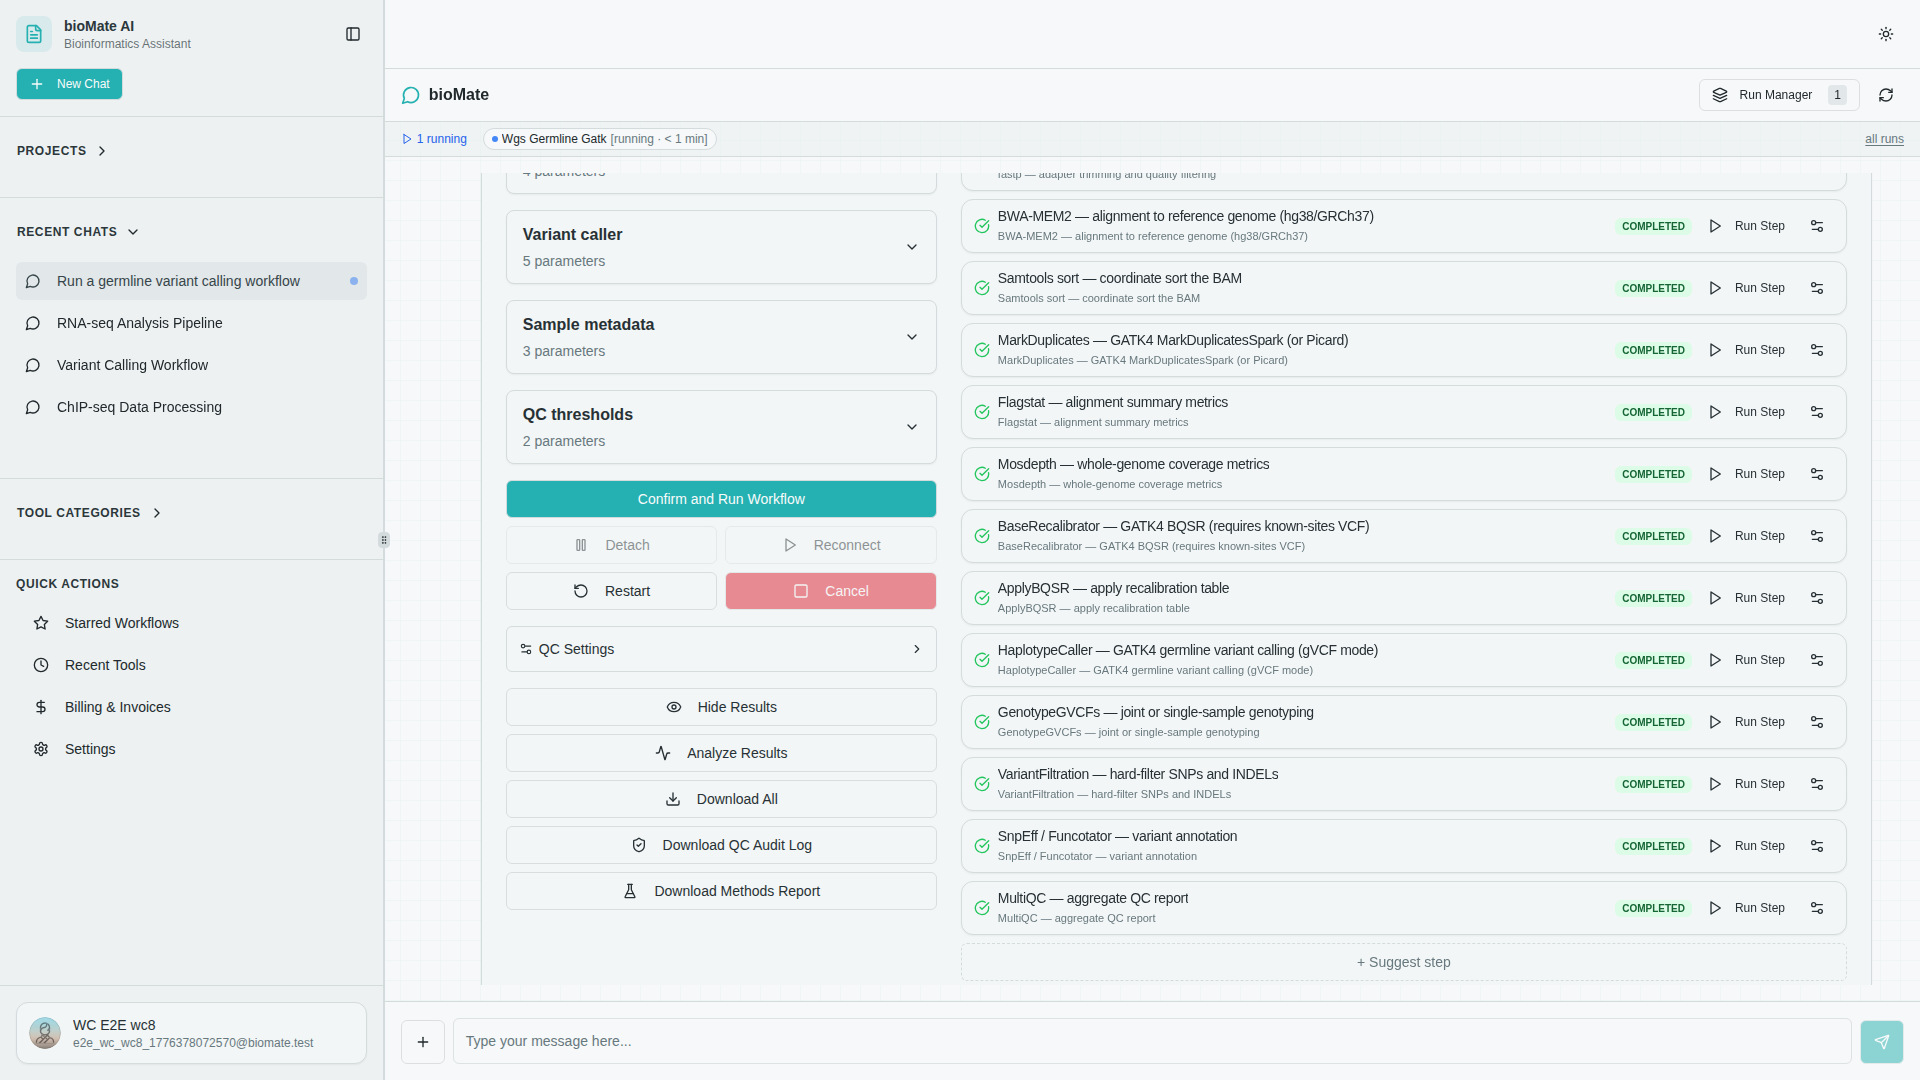 bioMate AI
Bioinformatics Assistant
New Chat
PROJECTS
RECENT CHATS
Run a germline variant calling workflow
RNA-seq Analysis Pipeline
Variant Calling Workflow
ChIP-seq Data Processing
TOOL CATEGORIES
QUICK ACTIONS
Starred Workflows
Recent Tools
Billing & Invoices
Settings
WC E2E wc8
e2e_wc_wc8_1776378072570@biomate.test
bioMate
Run Manager 1
1 running
Wgs Germline Gatk [running · < 1 min]
all runs
4 parameters
Variant caller
5 parameters
Sample metadata
3 parameters
QC thresholds
2 parameters
Confirm and Run Workflow
Detach
Reconnect
Restart
Cancel
QC Settings
Hide Results
Analyze Results
Download All
Download QC Audit Log
Download Methods Report
fastp — adapter trimming and quality filtering
BWA-MEM2 — alignment to reference genome (hg38/GRCh37)
BWA-MEM2 — alignment to reference genome (hg38/GRCh37)
COMPLETED
Run Step
Samtools sort — coordinate sort the BAM
Samtools sort — coordinate sort the BAM
COMPLETED
Run Step
MarkDuplicates — GATK4 MarkDuplicatesSpark (or Picard)
MarkDuplicates — GATK4 MarkDuplicatesSpark (or Picard)
COMPLETED
Run Step
Flagstat — alignment summary metrics
Flagstat — alignment summary metrics
COMPLETED
Run Step
Mosdepth — whole-genome coverage metrics
Mosdepth — whole-genome coverage metrics
COMPLETED
Run Step
BaseRecalibrator — GATK4 BQSR (requires known-sites VCF)
BaseRecalibrator — GATK4 BQSR (requires known-sites VCF)
COMPLETED
Run Step
ApplyBQSR — apply recalibration table
ApplyBQSR — apply recalibration table
COMPLETED
Run Step
HaplotypeCaller — GATK4 germline variant calling (gVCF mode)
HaplotypeCaller — GATK4 germline variant calling (gVCF mode)
COMPLETED
Run Step
GenotypeGVCFs — joint or single-sample genotyping
GenotypeGVCFs — joint or single-sample genotyping
COMPLETED
Run Step
VariantFiltration — hard-filter SNPs and INDELs
VariantFiltration — hard-filter SNPs and INDELs
COMPLETED
Run Step
SnpEff / Funcotator — variant annotation
SnpEff / Funcotator — variant annotation
COMPLETED
Run Step
MultiQC — aggregate QC report
MultiQC — aggregate QC report
COMPLETED
Run Step
+ Suggest step
Type your message here...